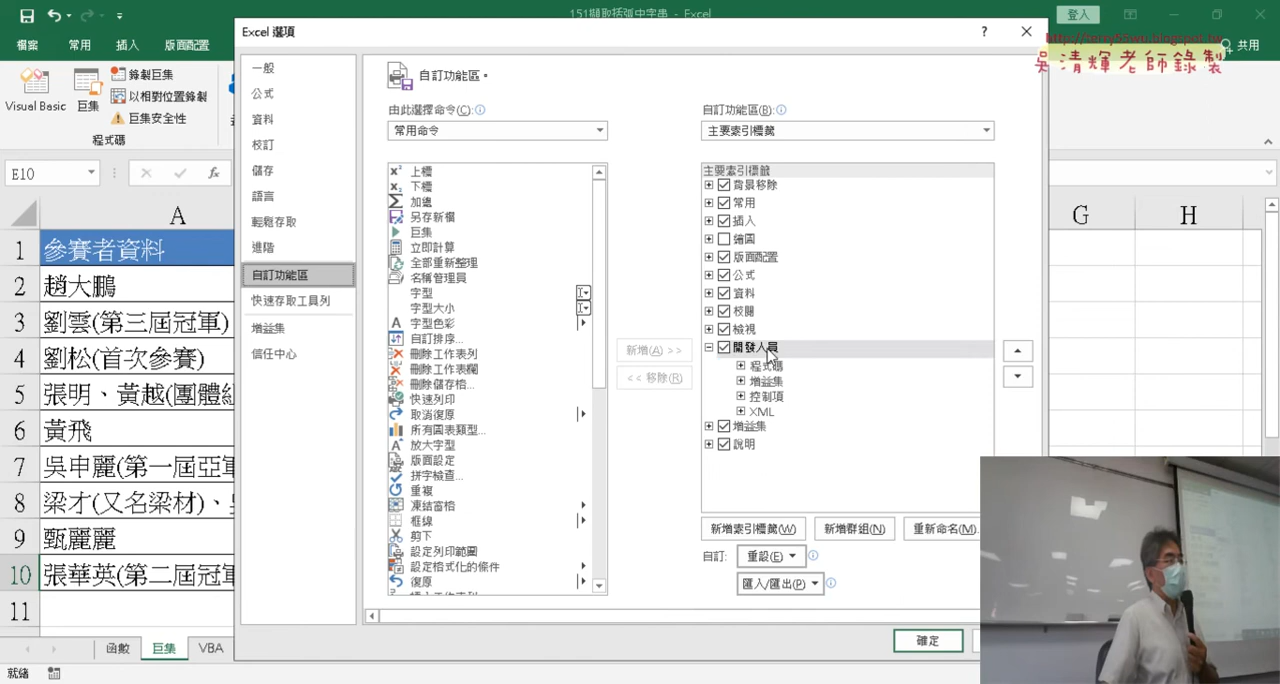 151擷取括弧中字串 - Excel
登入
檔案 常用 插入 版面配置
共用
http://terry55wu.blogspot.tw
吳清輝老師錄製
Visual Basic 巨集
錄製巨集
以相對位置錄製
巨集安全性
程式碼
E10
fx
A G H
1 參賽者資料
2 趙大鵬
3 劉雲(第三屆冠軍)
4 劉松(首次參賽)
5 張明、黃越(團體
6 黃飛
7 吳申麗(第一屆亞軍
8 梁才(又名梁材)、
9 甄麗麗
10 張華英(第二屆冠軍
11
函數 巨集 VBA
就緒
Excel 選項
? ×
一般
公式
資料
校訂
儲存
語言
輕鬆存取
進階
自訂功能區
快速存取工具列
增益集
信任中心
自訂功能區。
由此選擇命令(C):
常用命令
上標
下標
加總
另存新檔
巨集
立即計算
全部重新整理
名稱管理員
字型
字型大小
字型色彩
自訂排序...
刪除工作表列
刪除工作表欄
刪除儲存格...
快速列印
取消復原
所有圖表類型...
放大字型
版面設定
拼字檢查...
重複
凍結窗格
框線
剪下
設定列印範圍
設定格式化的條件
復原
新增(A) >>
<< 移除(R)
自訂功能區(B):
主要索引標籤
主要索引標籤
背景移除
常用
插入
繪圖
版面配置
公式
資料
校閱
檢視
開發人員
程式碼
增益集
控制項
XML
增益集
說明
新增索引標籤(W) 新增群組(N) 重新命名(M)...
自訂: 重設(E)
匯入/匯出(P)
確定